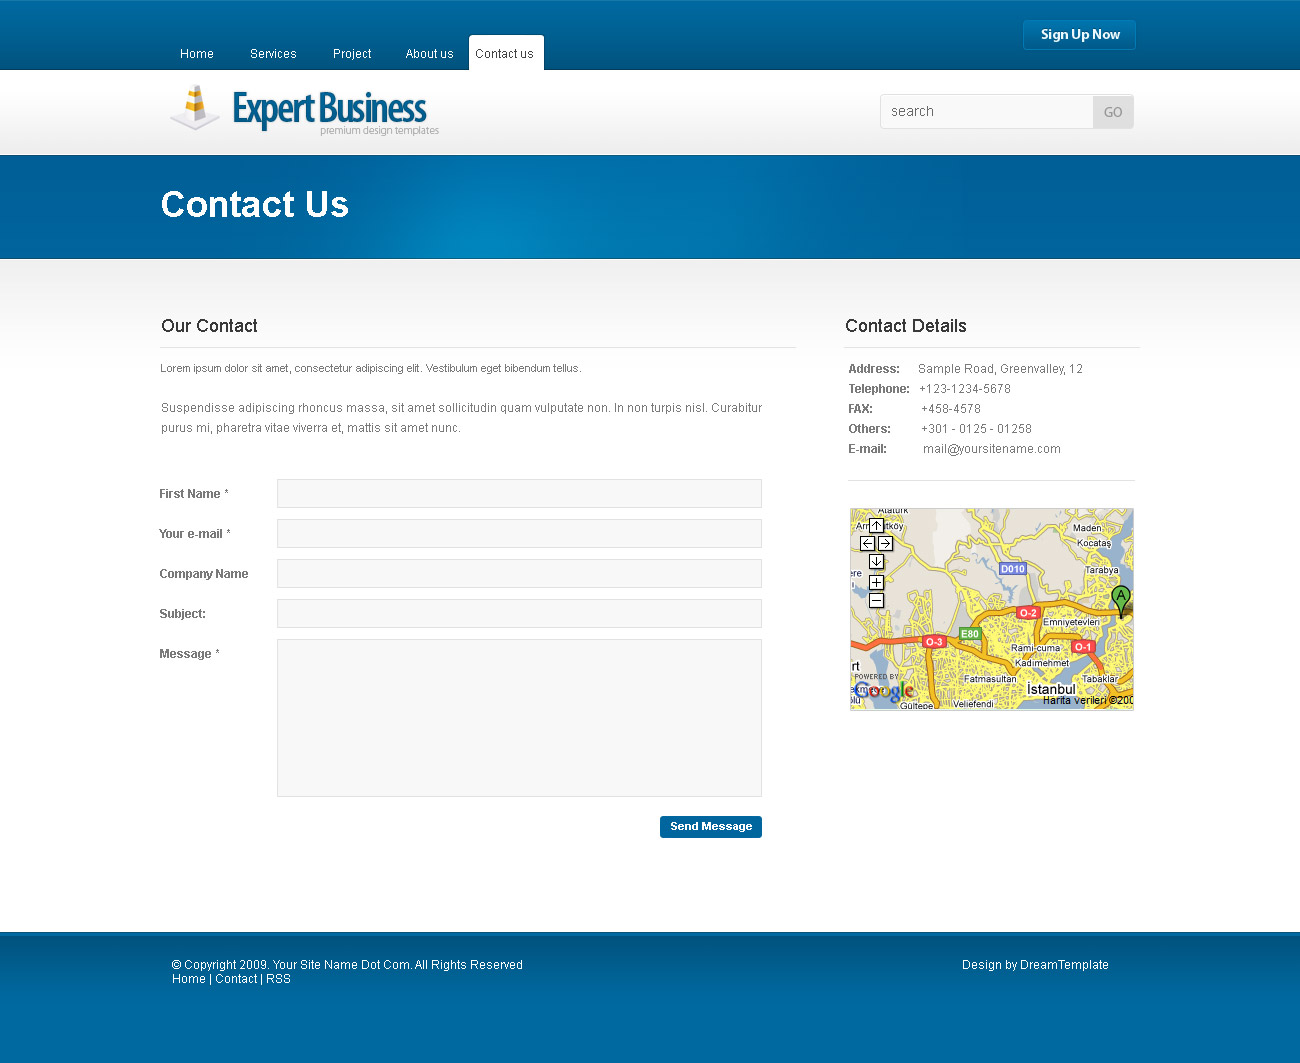 Home
Services
Project
About us
Contact us
Sign Up Now
Expert Business
premium design templates
search
GO
Contact Us
Our Contact
Lorem ipsum dolor sit amet, consectetur adipiscing elit. Vestibulum eget bibendum tellus.
Suspendisse adipiscing rhoncus massa, sit amet sollicitudin quam vulputate non. In non turpis nisl. Curabitur
purus mi, pharetra vitae viverra et, mattis sit amet nunc.
First Name *
Your e-mail *
Company Name
Subject:
Message *
Send Message
Contact Details
Address: Sample Road, Greenvalley, 12
Telephone: +123-1234-5678
FAX: +458-4578
Others: +301 - 0125 - 01258
E-mail: mail@yoursitename.com
Maden
Kocataş
D010
Tarabya
A
O-2
Emniyetevleri
E80
O-3
Rami-cuma
O-1
Kadimehmet
POWERED BY
Google
Fatmasultan
Tabaklar
İstanbul
Harita verileri ©200
Gültepe
Veliefendi
© Copyright 2009. Your Site Name Dot Com. All Rights Reserved
Home | Contact | RSS
Design by DreamTemplate